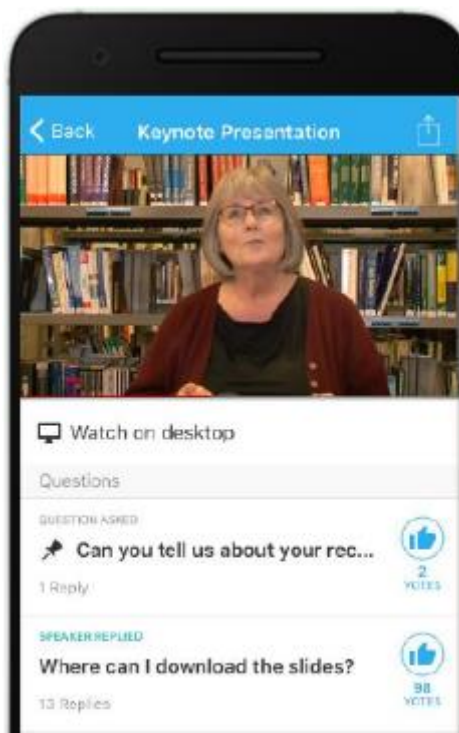 Back Keynote Presentation
Watch on desktop
Questions
QUESTION ASKED
Can you tell us about your rec...
1 Reply
2
VOTES
SPEAKER REPLIED
Where can I download the slides?
13 Replies
98
VOTES